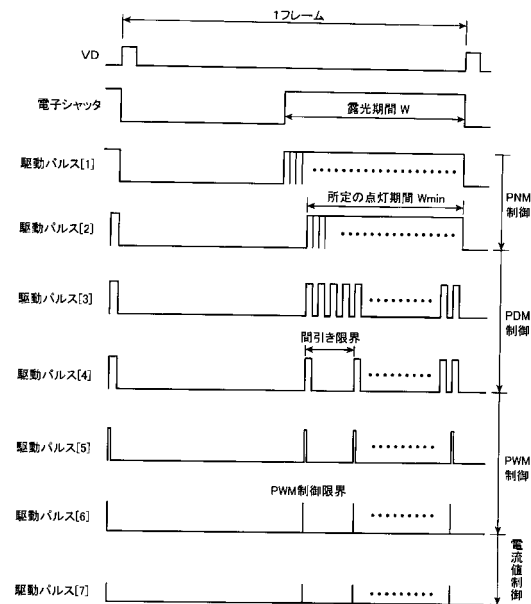 1フレーム
VD
電子シャッタ
露光期間 W
駆動パルス[1]
所定の点灯期間 Wmin
PNM
制御
駆動パルス[2]
駆動パルス[3]
PDM
制御
間引き限界
駆動パルス[4]
駆動パルス[5]
PWM
制御
PWM制御限界
駆動パルス[6]
電流値制御
駆動パルス[7]